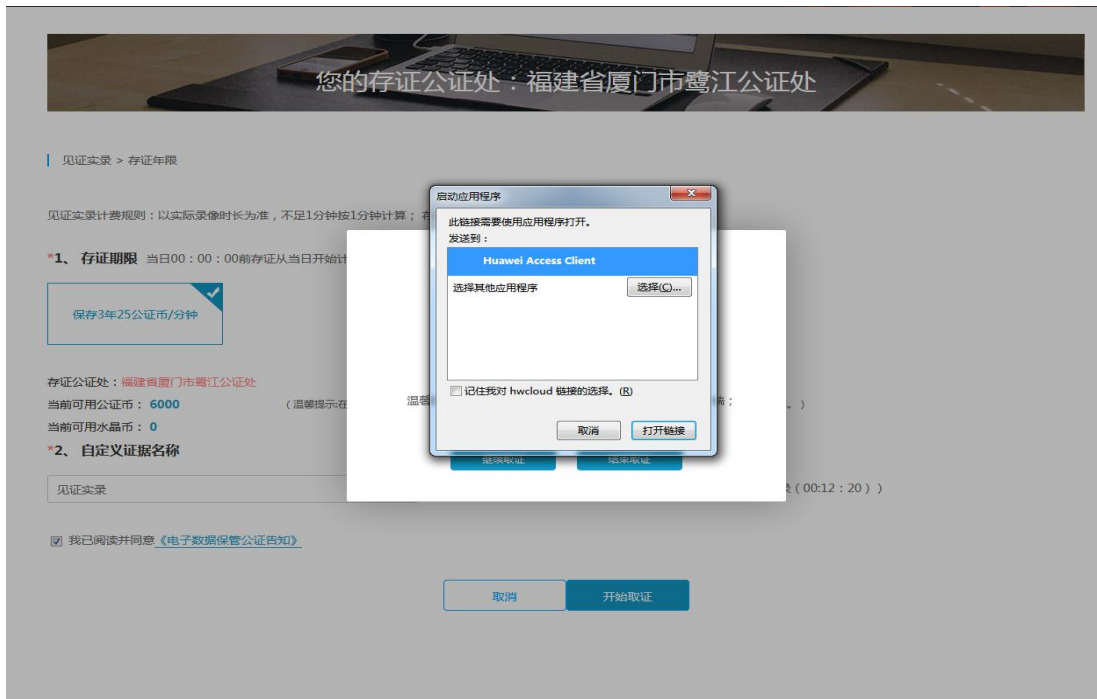 您的存证公证处：福建省厦门市鹭江公证处
见证实录 > 存证年限
见证实录计费规则：以实际录像时长为准，不足1分钟按1分钟计算；
*1、 存证期限 当日00：00：00前存证从当日开始计
保存3年25公证币/分钟
存证公证处：福建省厦门市鹭江公证处
当前可用公证币： 6000 （温馨提示:在 。）
当前可用水晶币： 0
*2、 自定义证据名称
见证实录
（00:12：20））
我已阅读并同意《电子数据保管公证告知》
取消 开始取证
启动应用程序
此链接需要使用应用程序打开。
发送到：
Huawei Access Client
选择其他应用程序 选择(C)...
记住我对 hwcloud 链接的选择。(R)
取消 打开链接
温馨
继续取证 结束取证